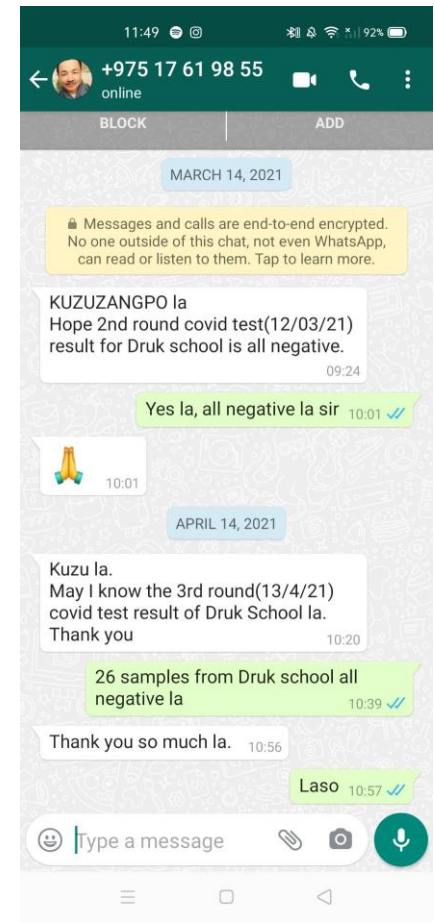 11:49
92%
+975 17 61 98 55
online
BLOCK
ADD
MARCH 14, 2021
Messages and calls are end-to-end encrypted.
No one outside of this chat, not even WhatsApp,
can read or listen to them. Tap to learn more.
KUZUZANGPO la
Hope 2nd round covid test(12/03/21)
result for Druk school is all negative.
09:24
Yes la, all negative la sir 10:01
10:01
APRIL 14, 2021
Kuzu la.
May I know the 3rd round(13/4/21)
covid test result of Druk School la.
Thank you
10:20
26 samples from Druk school all
negative la
10:39
Thank you so much la. 10:56
Laso 10:57
Type a message